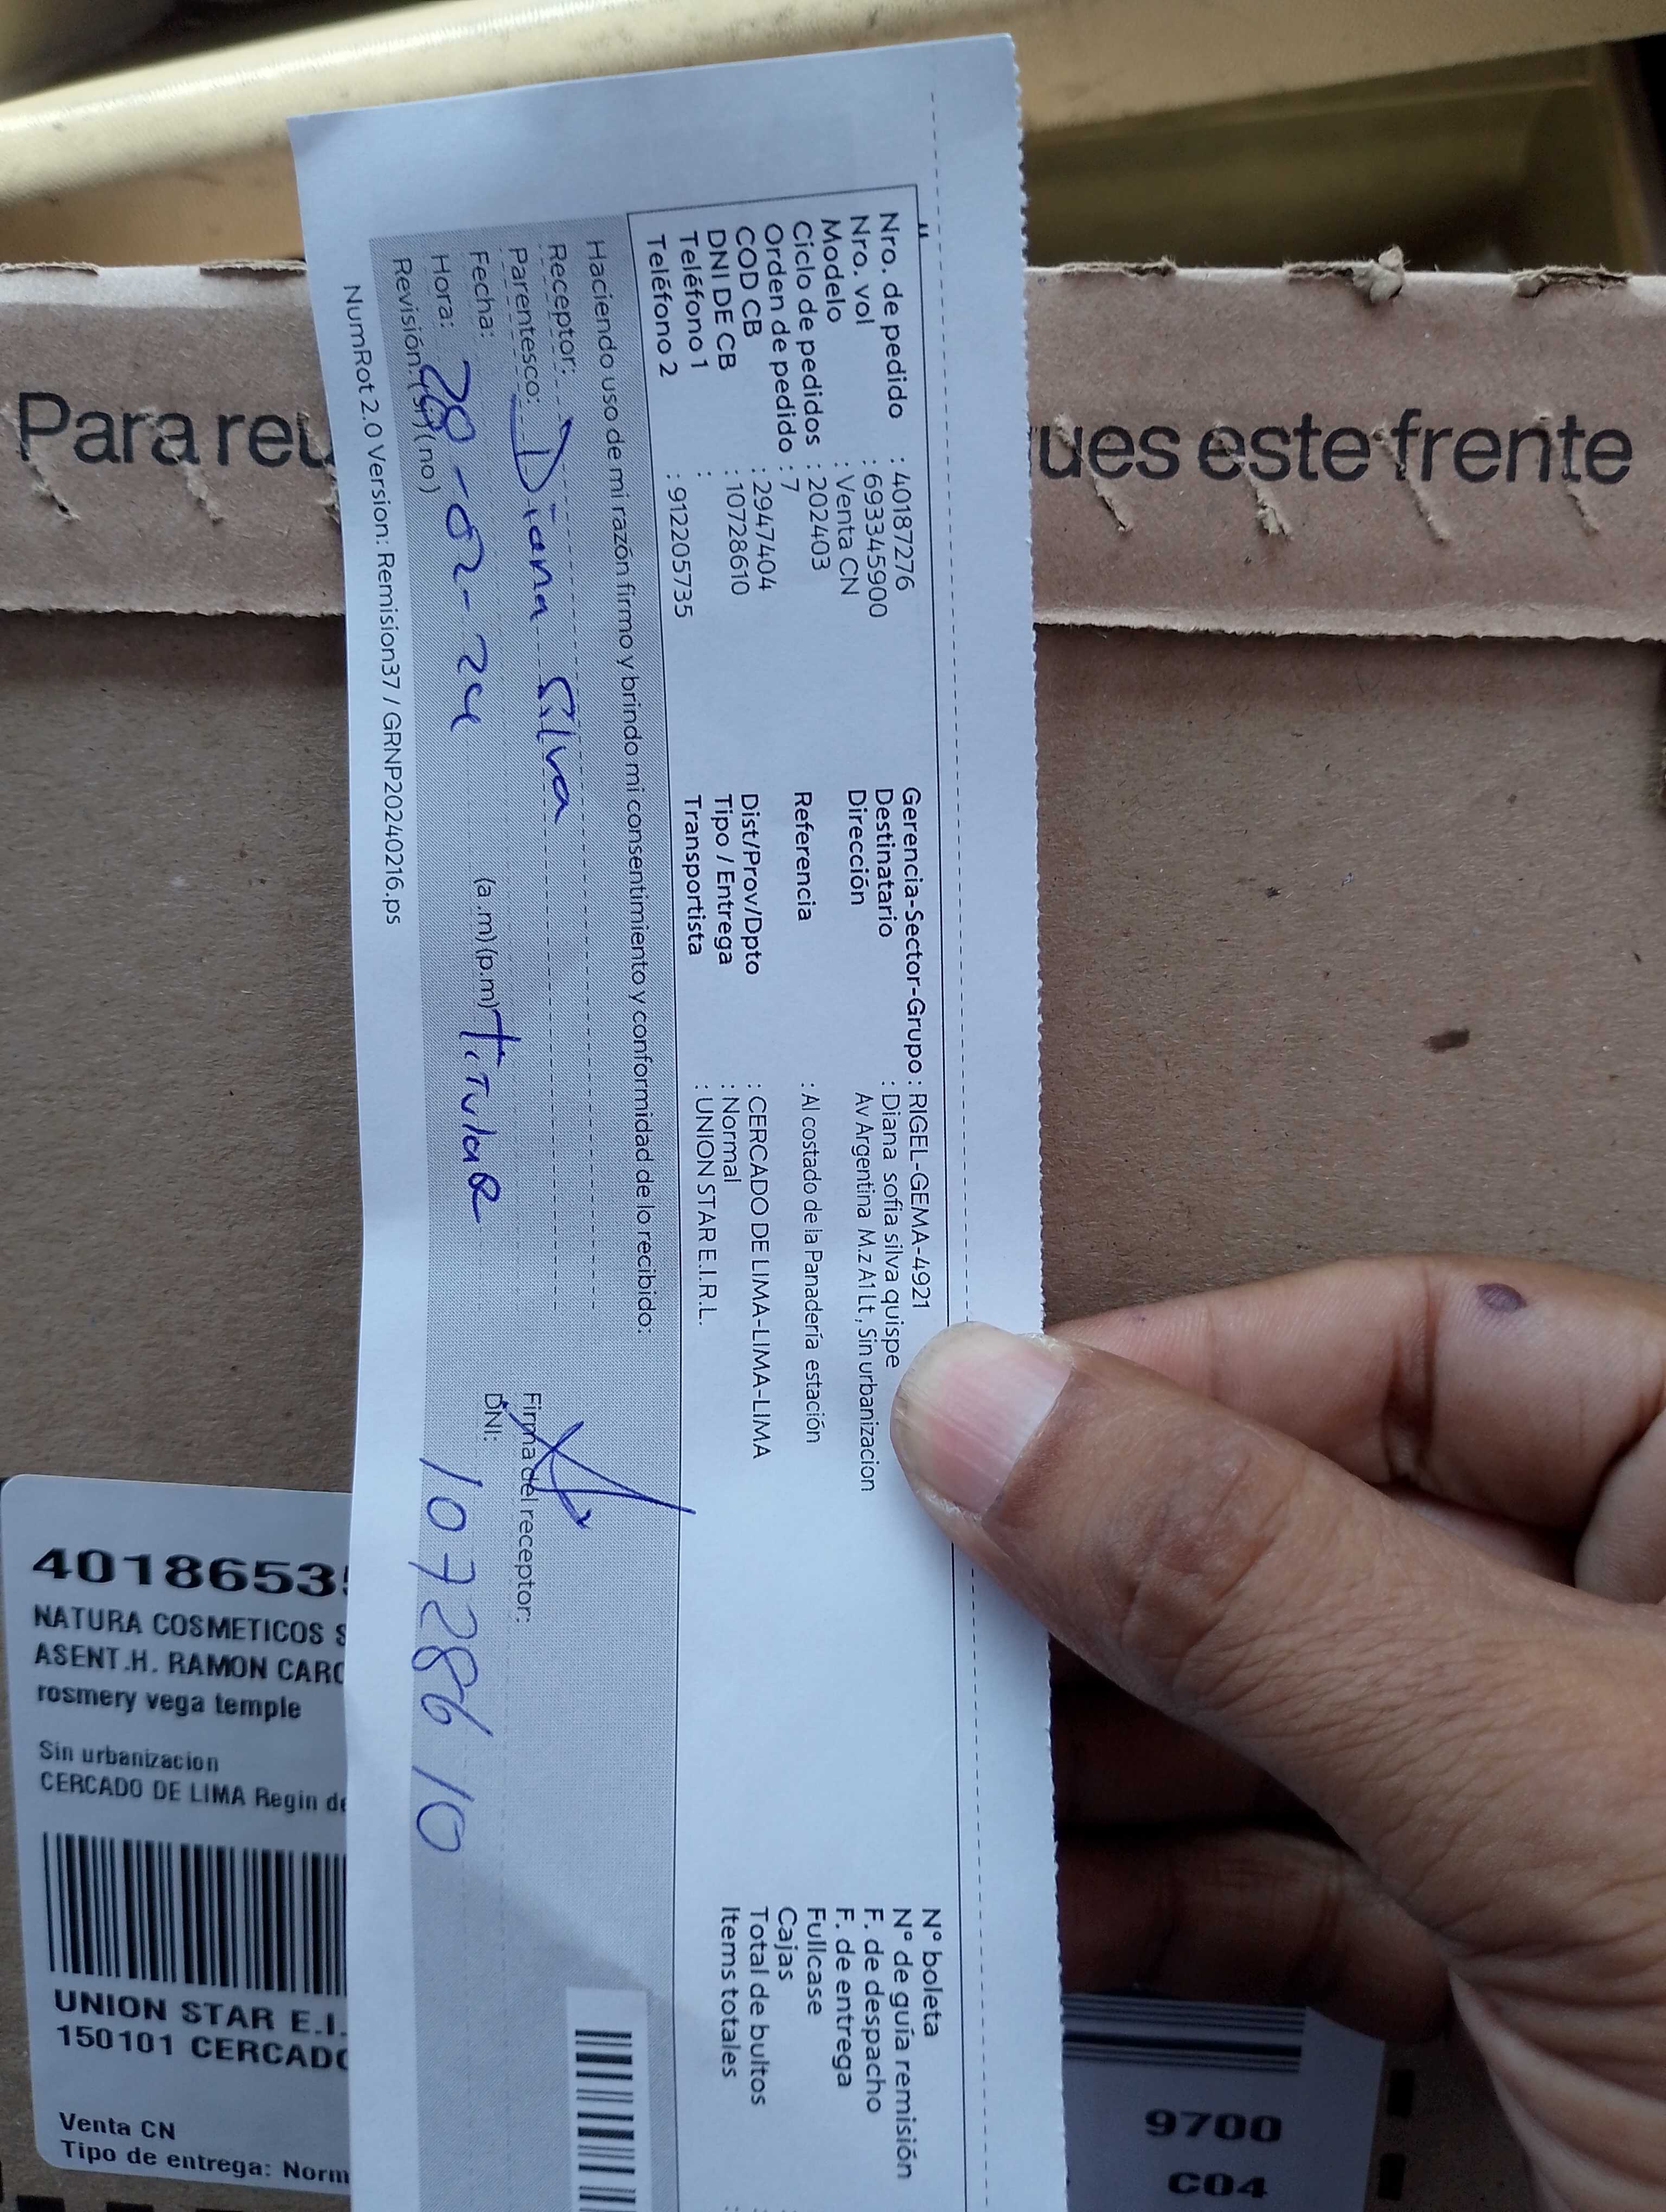 Para reu
ues este frente
Nro. de pedido : 40187276
Nro. vol : 693345900
Modelo : Venta CN
Ciclo de pedidos : 202403
Orden de pedido : 7
COD CB : 2947404
DNI DE CB : 10728610
Teléfono 1 :
Teléfono 2 : 912205735
Gerencia-Sector-Grupo : RIGEL-GEMA-4921
Destinatario : Diana sofia silva quispe
Dirección Av Argentina M.z A1 Lt , Sin urbanizacion
Referencia : Al costado de la Panadería estación
Dist/Prov/Dpto : CERCADO DE LIMA-LIMA-LIMA
Tipo / Entrega : Normal
Transportista : UNION STAR E.I.R.L.
N° boleta
N° de guía remisión
F. de despacho
F. de entrega
Fullcase
Cajas
Total de bultos :
Items totales :
Haciendo uso de mi razón firmo y brindo mi consentimiento y conformidad de lo recibido:
Receptor: Diana Silva
Parentesco: Titular
Fecha: 28-02-24
Hora: (a.m)(p.m)
Revisión: (si) (no)
Firma del receptor:
DNI: 10728610
NumRot 2.0 Version: Remision37 / GRNP20240216.ps
4018653
NATURA COSMETICOS S
ASENT.H. RAMON CARC
rosmery vega temple
Sin urbanizacion
CERCADO DE LIMA Regin de
UNION STAR E.I.
150101 CERCADO
Venta CN
Tipo de entrega: Norm
9700
C04